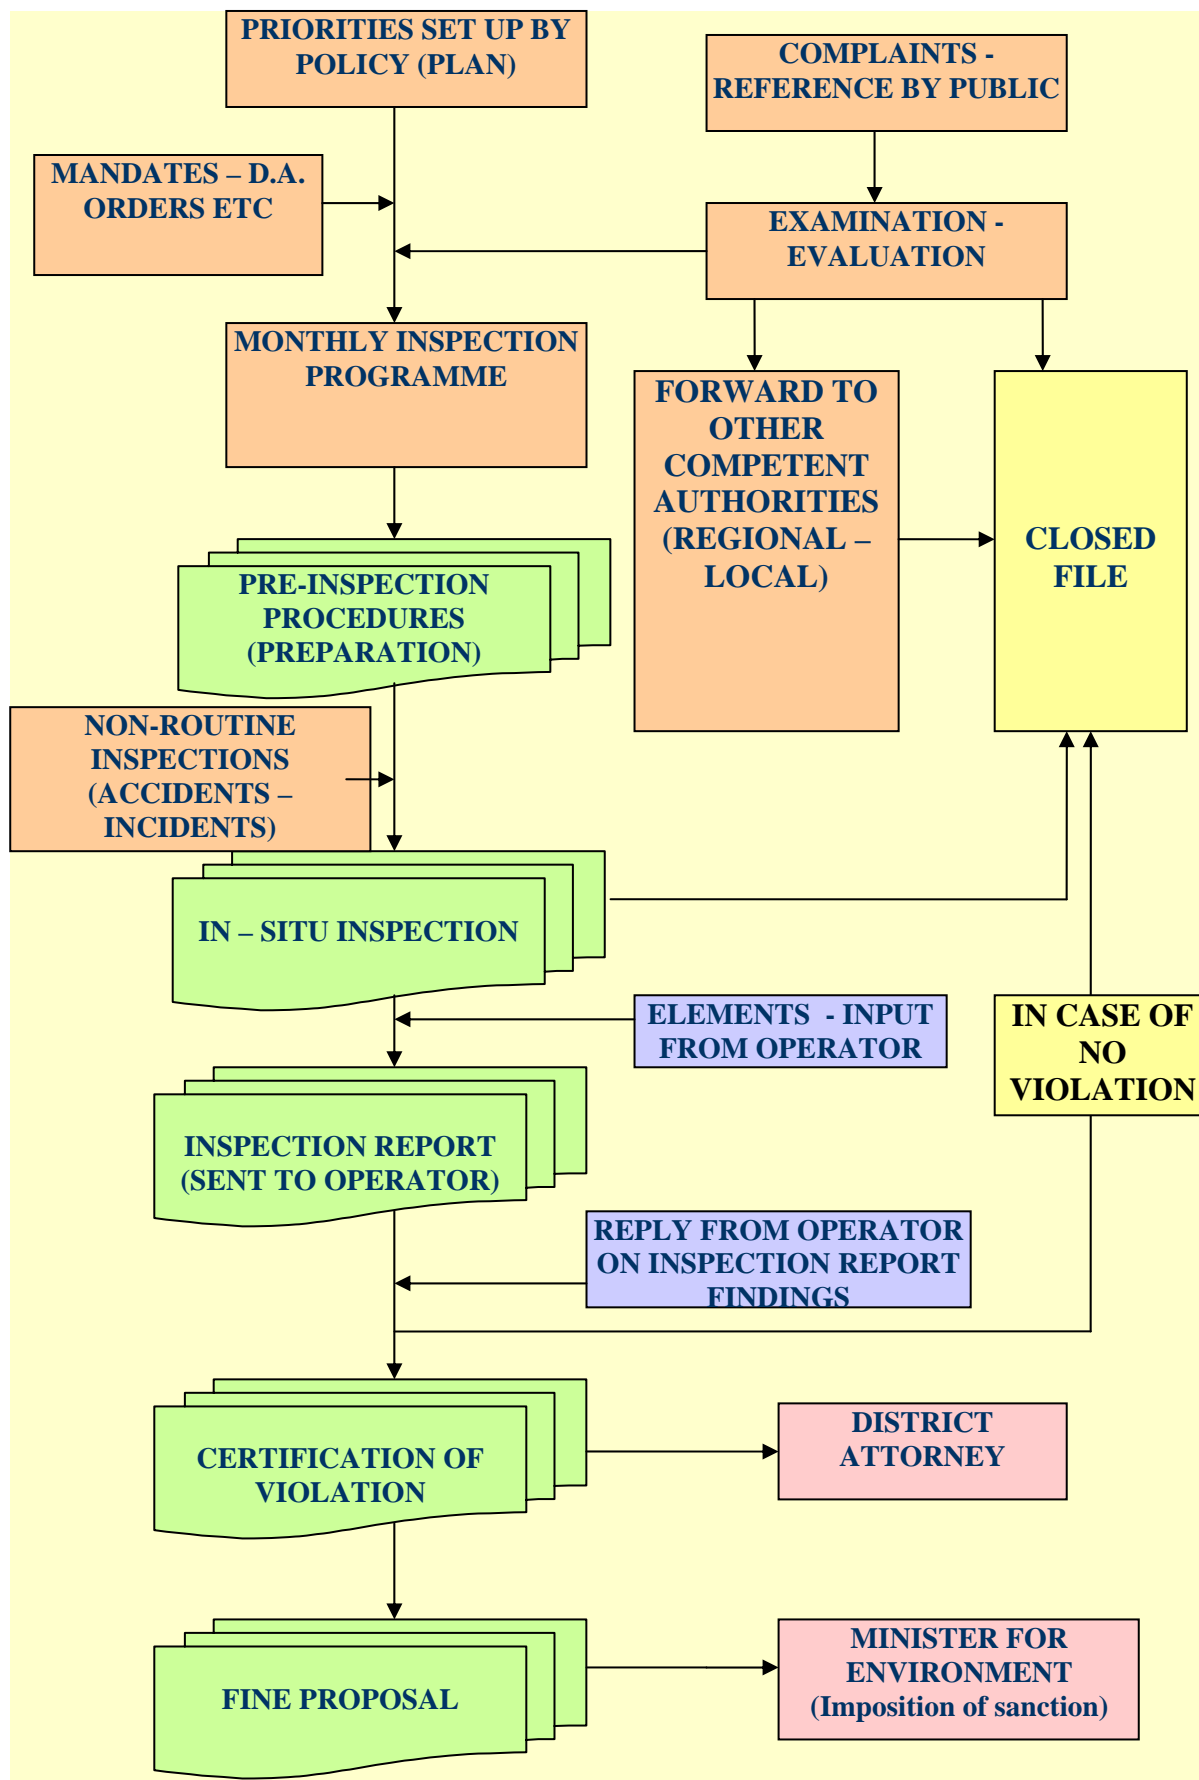 PRIORITIES SET UP BY
POLICY (PLAN)
COMPLAINTS -
REFERENCE BY PUBLIC
MANDATES – D.A.
ORDERS ETC
EXAMINATION -
EVALUATION
MONTHLY INSPECTION
PROGRAMME
FORWARD TO
OTHER
COMPETENT
AUTHORITIES
(REGIONAL –
LOCAL)
CLOSED
FILE
PRE-INSPECTION
PROCEDURES
(PREPARATION)
NON-ROUTINE
INSPECTIONS
(ACCIDENTS –
INCIDENTS)
IN – SITU INSPECTION
ELEMENTS - INPUT
FROM OPERATOR
IN CASE OF
NO
VIOLATION
INSPECTION REPORT
(SENT TO OPERATOR)
REPLY FROM OPERATOR
ON INSPECTION REPORT
FINDINGS
CERTIFICATION OF
VIOLATION
DISTRICT
ATTORNEY
FINE PROPOSAL
MINISTER FOR
ENVIRONMENT
(Imposition of sanction)